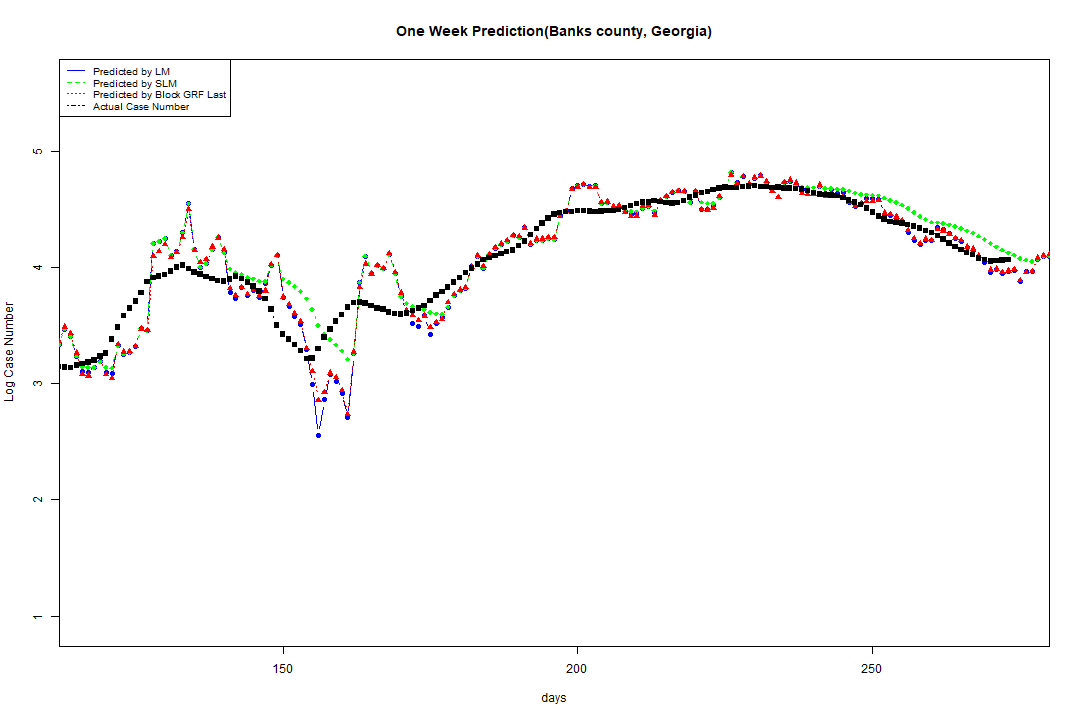 One Week Prediction(Banks county, Georgia)
Predicted by LM
Predicted by SLM
Predicted by Block GRF Last
Actual Case Number
5
4
3
2
1
Log Case Number
150 200 250
days